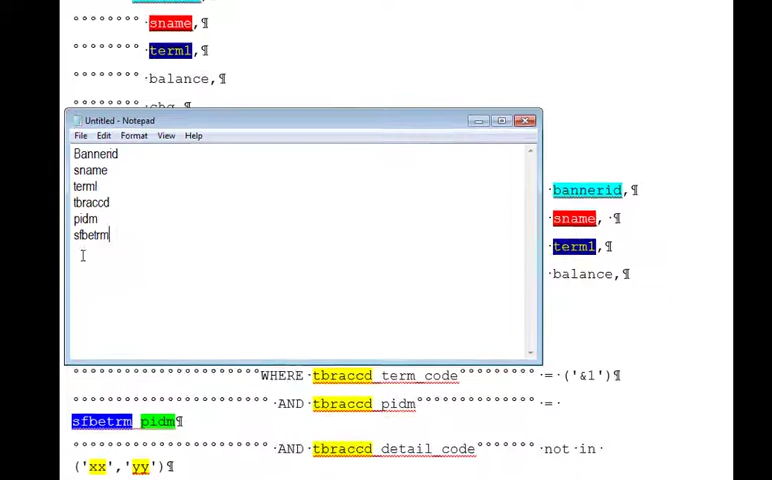 °°°°°°°°·sname,¶
°°°°°°°°·term1,¶
°°°°°°°°·balance,¶
°°°°°°°°·chg,¶
Untitled - Notepad
File Edit Format View Help
Bannerid
sname
terml
tbraccd
pidm
sfbetrm
·bannerid,¶
·sname,·¶
·term1,¶
·balance,¶
°°°°°°°°°°°°°°°°°°°°°°WHERE·tbraccd_term_code°°°°°°°°°·=·('&1')¶
°°°°°°°°°°°°°°°°°°°°°°°°·AND·tbraccd_pidm°°°°°°°°°°°°°°·=·
sfbetrm_pidm¶
°°°°°°°°°°°°°°°°°°°°°°°°·AND·tbraccd_detail_code°°°°°°°·not·in·
('xx','yy')¶